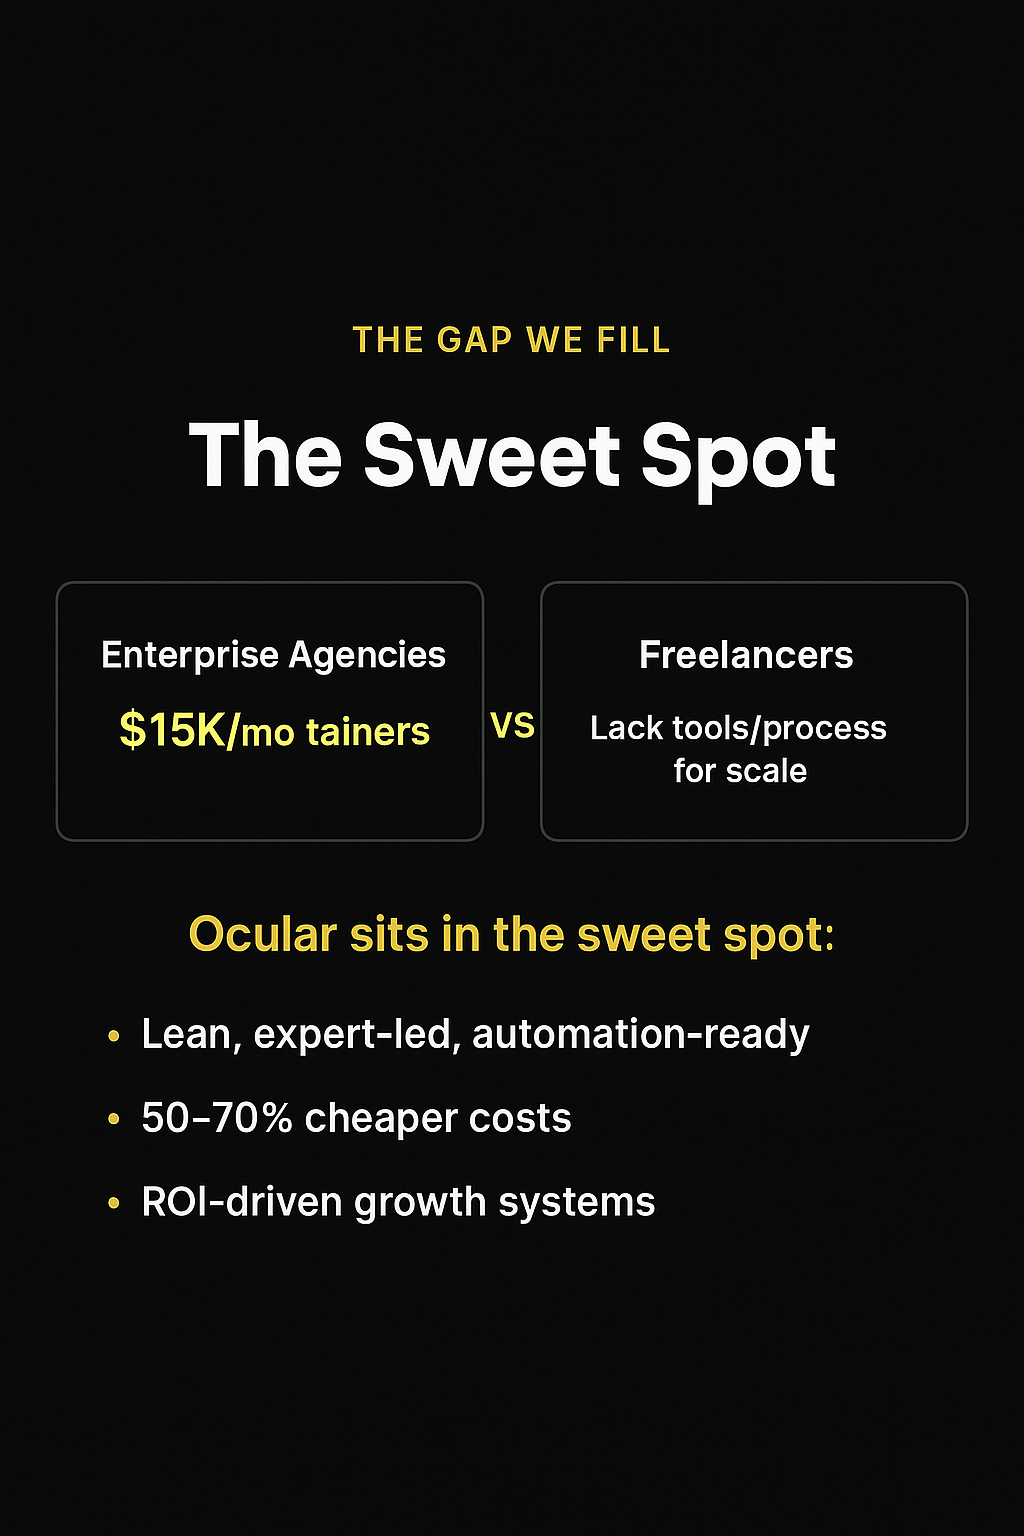 THE GAP WE FILL
The Sweet Spot
Enterprise Agencies
$15K/mo tainers
VS
Freelancers
Lack tools/process
for scale
Ocular sits in the sweet spot:
• Lean, expert-led, automation-ready
• 50–70% cheaper costs
• ROI-driven growth systems